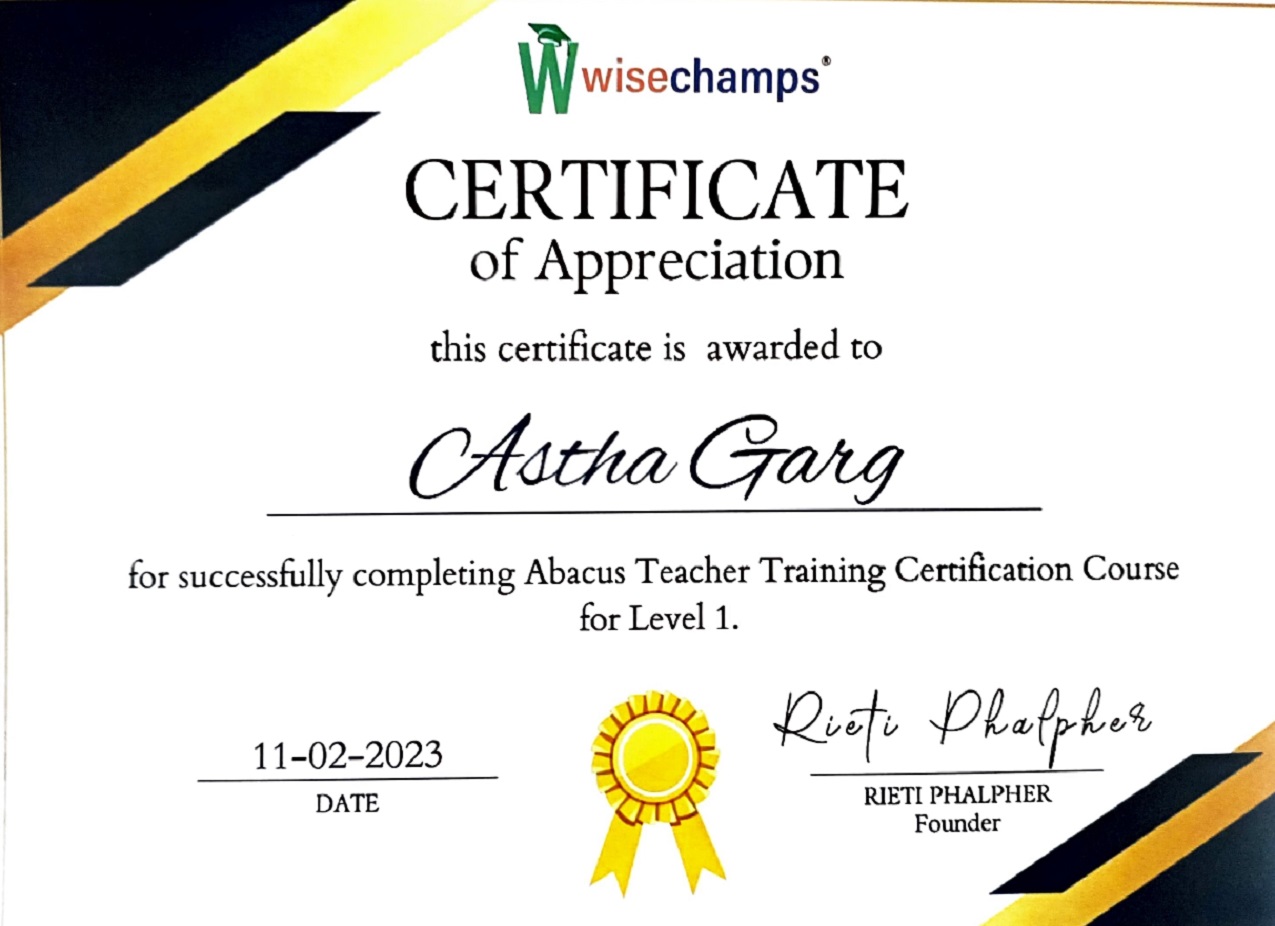 Wwisechamps®
CERTIFICATE
of Appreciation
this certificate is awarded to
Astha Garg
for successfully completing Abacus Teacher Training Certification Course
for Level 1.
Rieti Phalpher
11-02-2023
DATE
RIETI PHALPHER
Founder